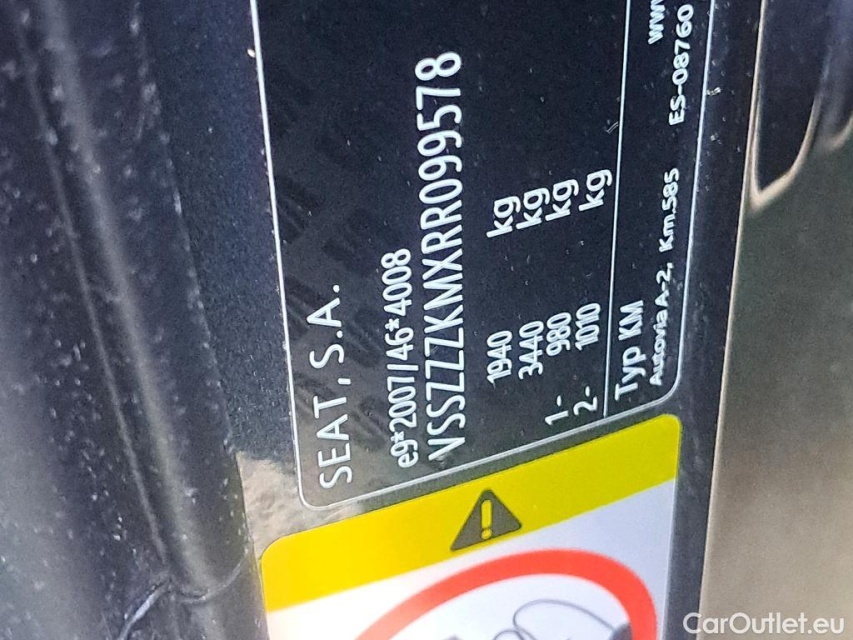 SEAT, S.A.
e9*2007/46*4008
VSSZZZKMXRR099578
1940 kg
3440 kg
1- 980 kg
2- 1010 kg
Typ KM
Autovia A-2, Km.585 ES-08760
CarOutlet.eu